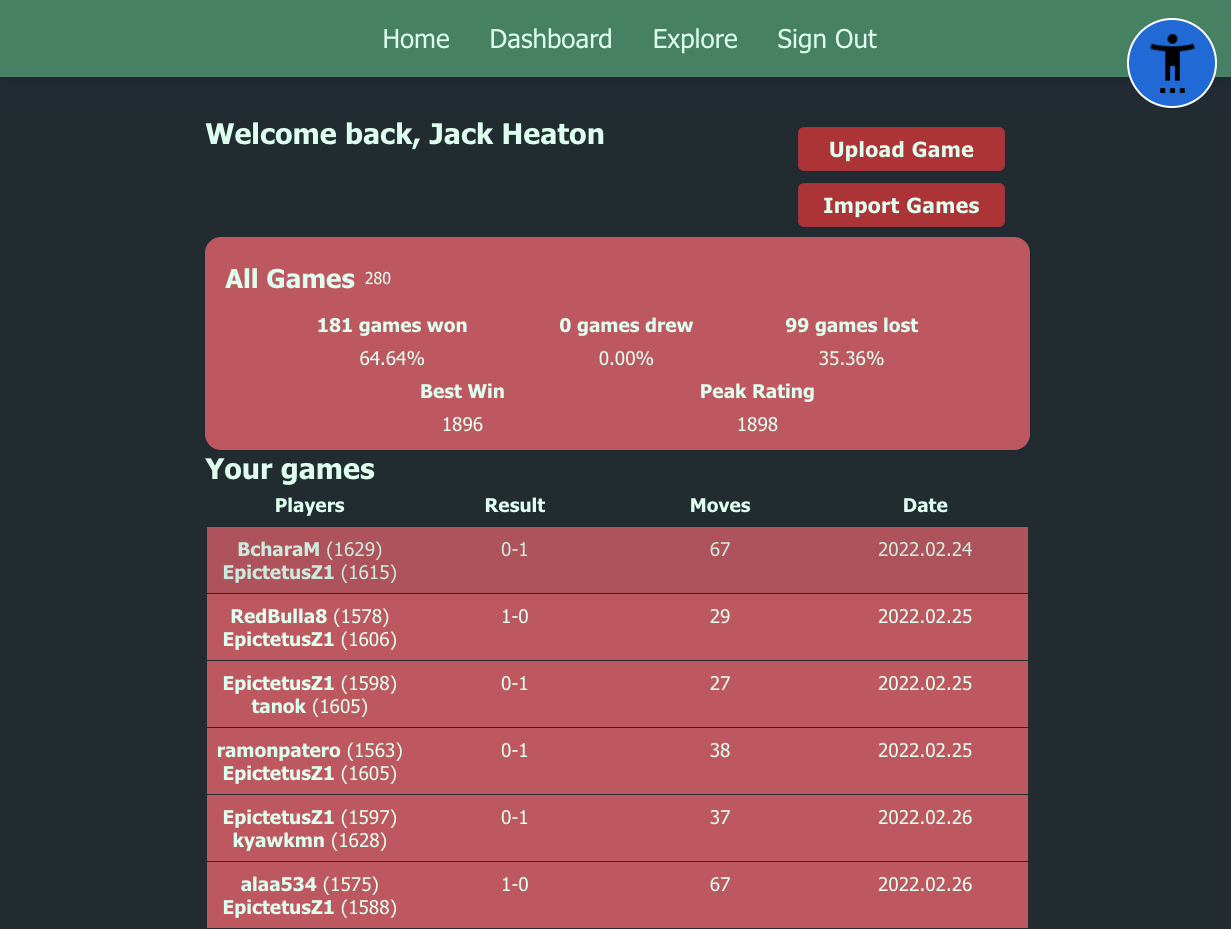 Home Dashboard Explore Sign Out
Welcome back, Jack Heaton
Upload Game
Import Games
All Games 280
181 games won 0 games drew 99 games lost
64.64% 0.00% 35.36%
Best Win Peak Rating
1896 1898
Your games
Players Result Moves Date
BcharaM (1629) 0-1 67 2022.02.24
EpictetusZ1 (1615)
RedBulla8 (1578) 1-0 29 2022.02.25
EpictetusZ1 (1606)
EpictetusZ1 (1598) 0-1 27 2022.02.25
tanok (1605)
ramonpatero (1563) 0-1 38 2022.02.25
EpictetusZ1 (1605)
EpictetusZ1 (1597) 0-1 37 2022.02.26
kyawkmn (1628)
alaa534 (1575) 1-0 67 2022.02.26
EpictetusZ1 (1588)